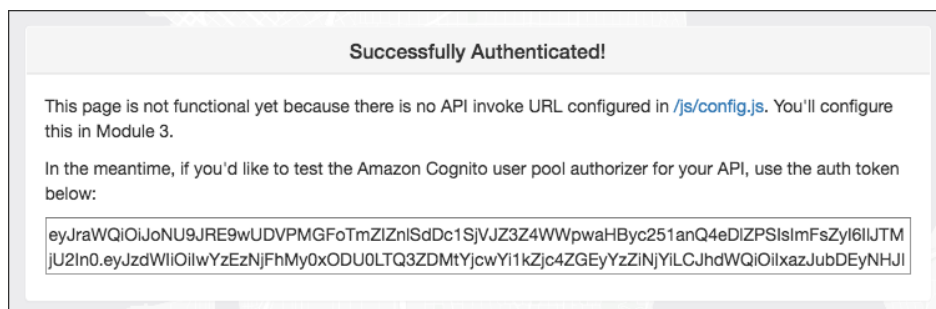 Successfully Authenticated!
This page is not functional yet because there is no API invoke URL configured in /js/config.js. You'll configure
this in Module 3.
In the meantime, if you'd like to test the Amazon Cognito user pool authorizer for your API, use the auth token
below:
eyJraWQiOiJoNU9JRE9wUDVPMGFoTmZIZnlSdDc1SjVJZ3Z4WWpwaHByc251anQ4eDlZPSIsImFsZyI6IlJTM
jU2In0.eyJzdWIiOiIwYzEzNjFhMy0xODU0LTQ3ZDMtYjcwYi1kZjc4ZGEyYzZiNjYiLCJhdWQiOiIxazJubDEyNHJl